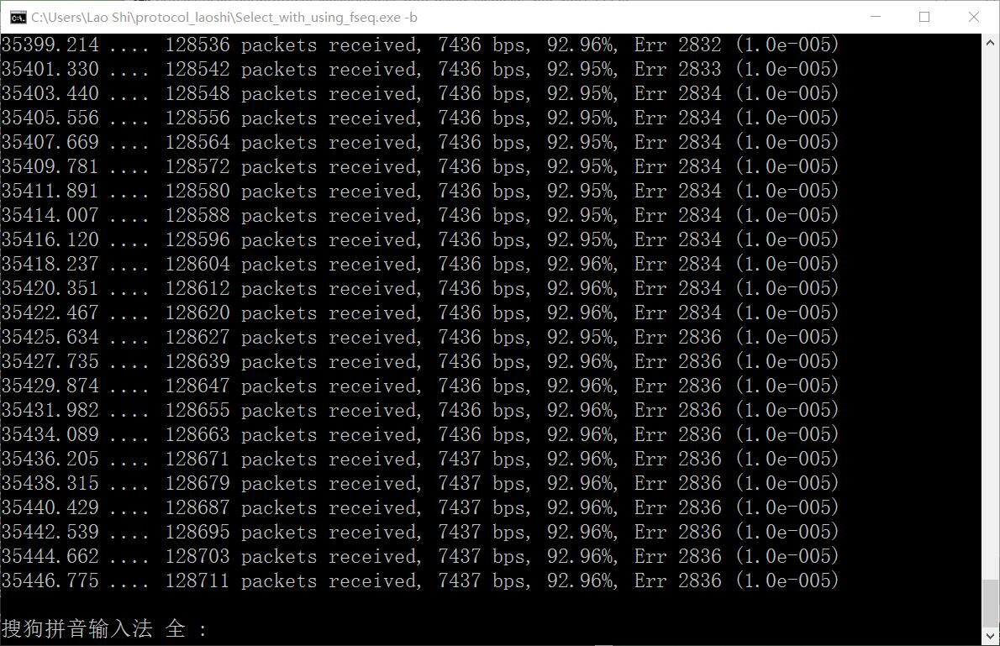 C:\Users\Lao Shi\protocol_laoshi\Select_with_using_fseq.exe -b
35399.214 .... 128536 packets received, 7436 bps, 92.96%, Err 2832 (1.0e-005)
35401.330 .... 128542 packets received, 7436 bps, 92.95%, Err 2833 (1.0e-005)
35403.440 .... 128548 packets received, 7436 bps, 92.95%, Err 2834 (1.0e-005)
35405.556 .... 128556 packets received, 7436 bps, 92.95%, Err 2834 (1.0e-005)
35407.669 .... 128564 packets received, 7436 bps, 92.95%, Err 2834 (1.0e-005)
35409.781 .... 128572 packets received, 7436 bps, 92.95%, Err 2834 (1.0e-005)
35411.891 .... 128580 packets received, 7436 bps, 92.95%, Err 2834 (1.0e-005)
35414.007 .... 128588 packets received, 7436 bps, 92.95%, Err 2834 (1.0e-005)
35416.120 .... 128596 packets received, 7436 bps, 92.95%, Err 2834 (1.0e-005)
35418.237 .... 128604 packets received, 7436 bps, 92.96%, Err 2834 (1.0e-005)
35420.351 .... 128612 packets received, 7436 bps, 92.96%, Err 2834 (1.0e-005)
35422.467 .... 128620 packets received, 7436 bps, 92.96%, Err 2834 (1.0e-005)
35425.634 .... 128627 packets received, 7436 bps, 92.95%, Err 2836 (1.0e-005)
35427.735 .... 128639 packets received, 7436 bps, 92.96%, Err 2836 (1.0e-005)
35429.874 .... 128647 packets received, 7436 bps, 92.96%, Err 2836 (1.0e-005)
35431.982 .... 128655 packets received, 7436 bps, 92.96%, Err 2836 (1.0e-005)
35434.089 .... 128663 packets received, 7436 bps, 92.96%, Err 2836 (1.0e-005)
35436.205 .... 128671 packets received, 7437 bps, 92.96%, Err 2836 (1.0e-005)
35438.315 .... 128679 packets received, 7437 bps, 92.96%, Err 2836 (1.0e-005)
35440.429 .... 128687 packets received, 7437 bps, 92.96%, Err 2836 (1.0e-005)
35442.539 .... 128695 packets received, 7437 bps, 92.96%, Err 2836 (1.0e-005)
35444.662 .... 128703 packets received, 7437 bps, 92.96%, Err 2836 (1.0e-005)
35446.775 .... 128711 packets received, 7437 bps, 92.96%, Err 2836 (1.0e-005)
搜狗拼音输入法 全 :